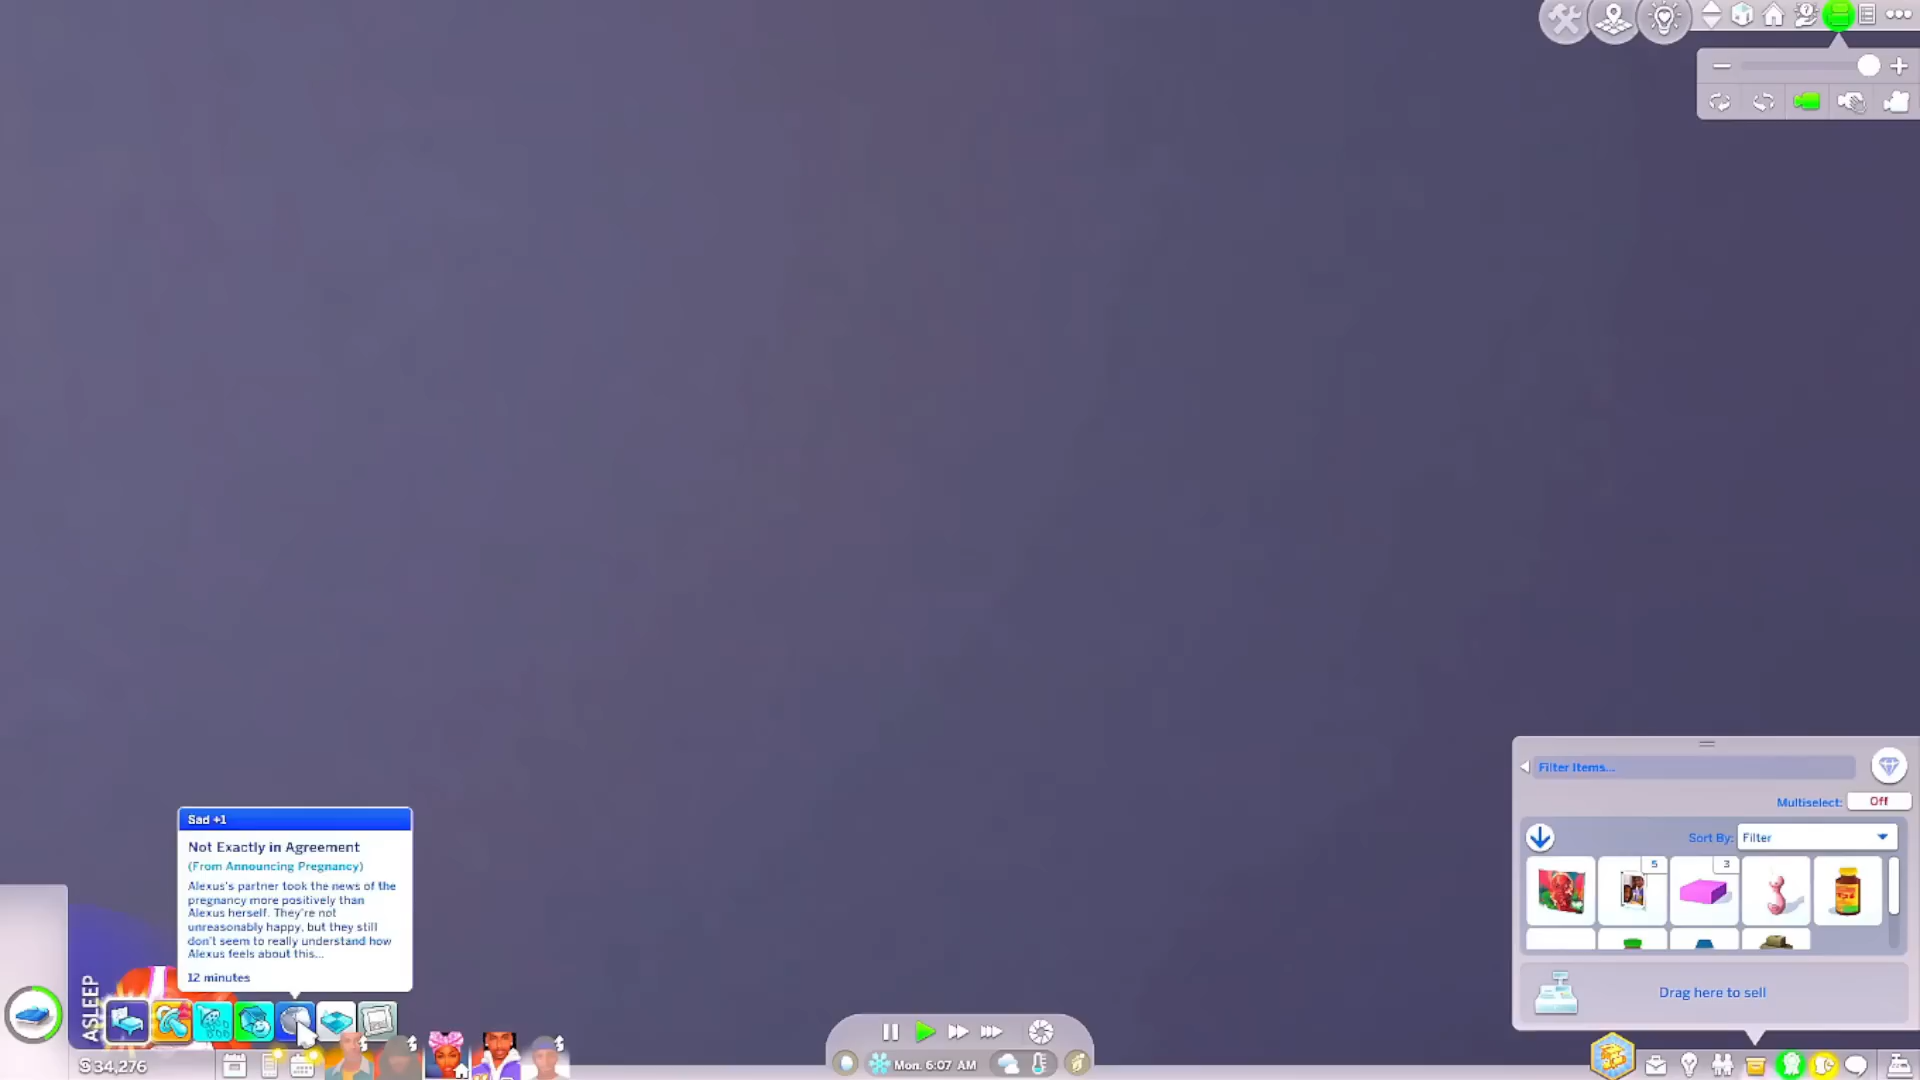 Filter Items...
Multiselect: Off
Sort By: Filter
5
3
Drag here to sell
Sad +1
Not Exactly in Agreement
(From Announcing Pregnancy)
Alexus's partner took the news of the
pregnancy more positively than
Alexus herself. They're not
unreasonably happy, but they still
don't seem to really understand how
Alexus feels about this...
12 minutes
ASLEEP
34,276
Mon. 6:07 AM